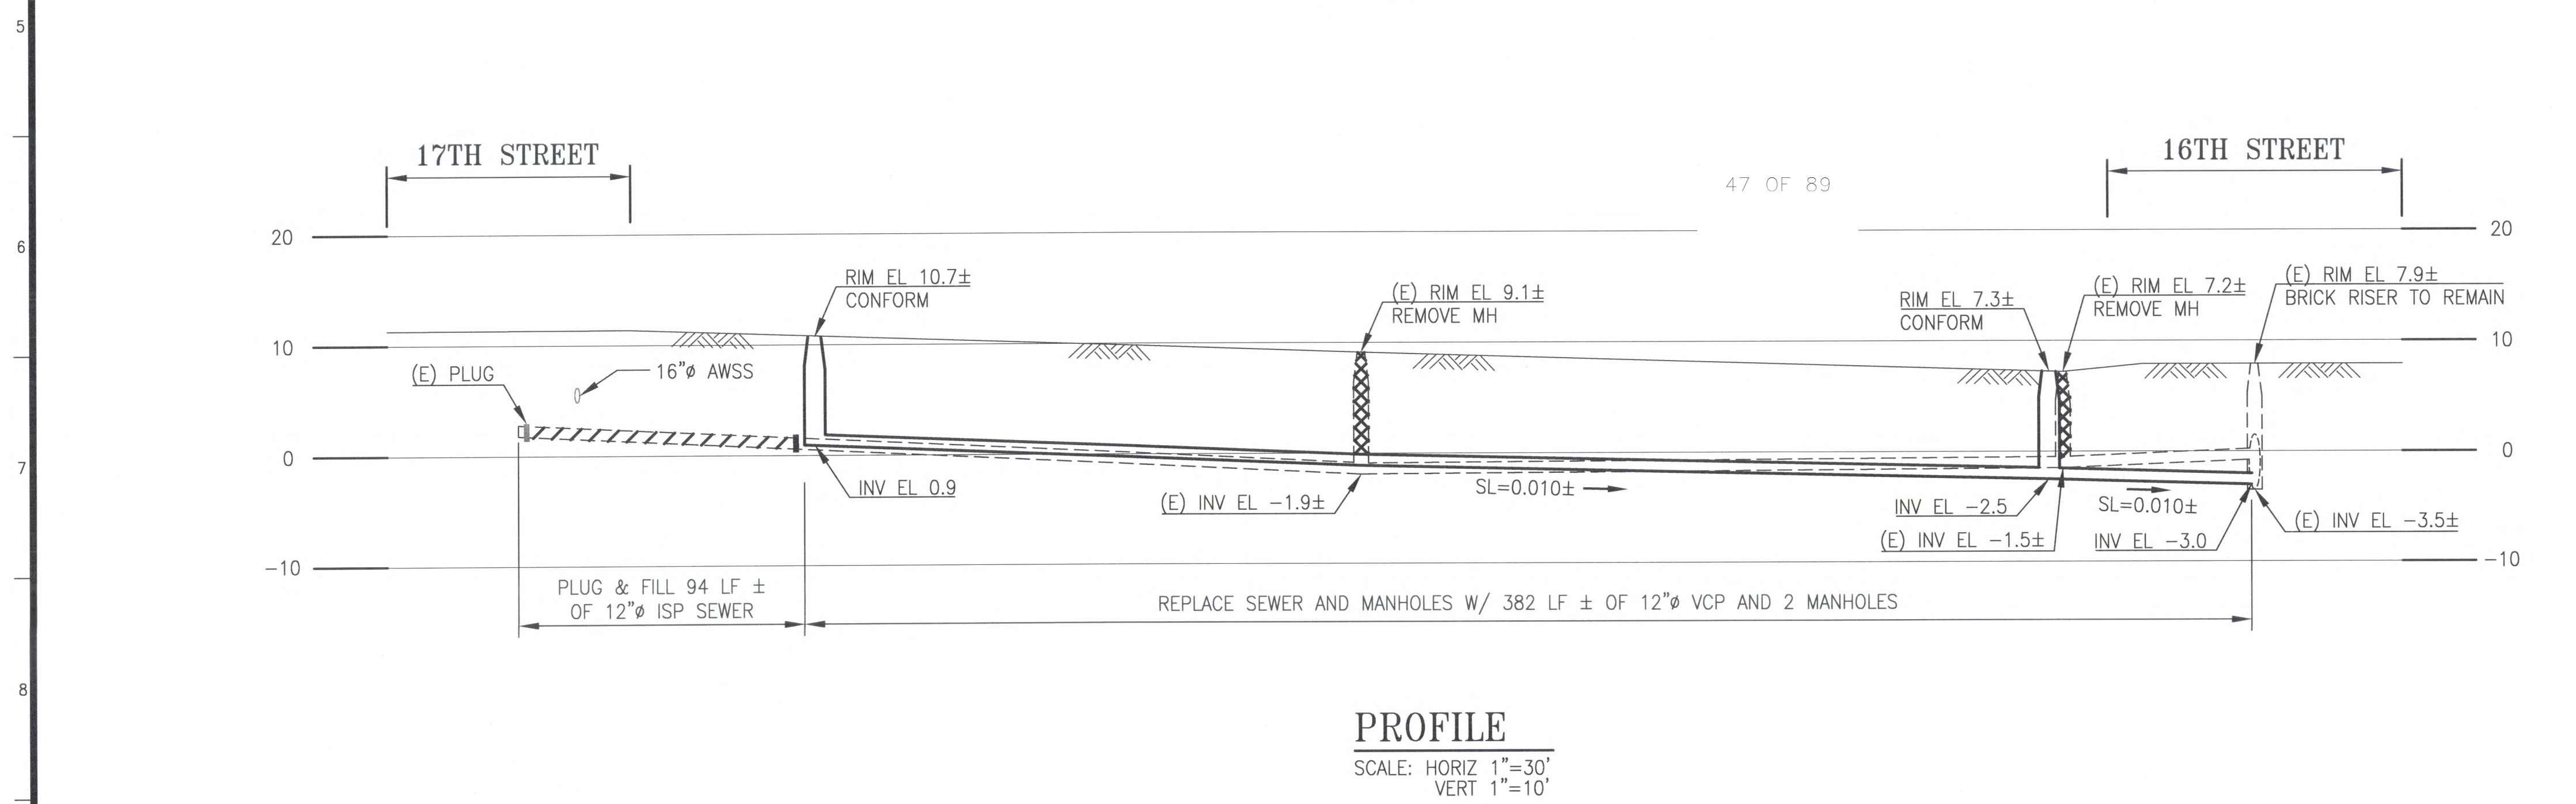 5
6
7
8
17TH STREET
16TH STREET
47 OF 89
20
20
RIM EL 10.7±
CONFORM
(E) RIM EL 9.1±
REMOVE MH
RIM EL 7.3±
CONFORM
(E) RIM EL 7.2±
REMOVE MH
(E) RIM EL 7.9±
BRICK RISER TO REMAIN
10
10
(E) PLUG
16"ø AWSS
0
0
INV EL 0.9
(E) INV EL -1.9±
SL=0.010±
INV EL -2.5
(E) INV EL -1.5±
SL=0.010±
INV EL -3.0
(E) INV EL -3.5±
-10
-10
PLUG & FILL 94 LF ±
OF 12"ø ISP SEWER
REPLACE SEWER AND MANHOLES W/ 382 LF ± OF 12"ø VCP AND 2 MANHOLES
PROFILE
SCALE: HORIZ 1"=30'
VERT 1"=10'